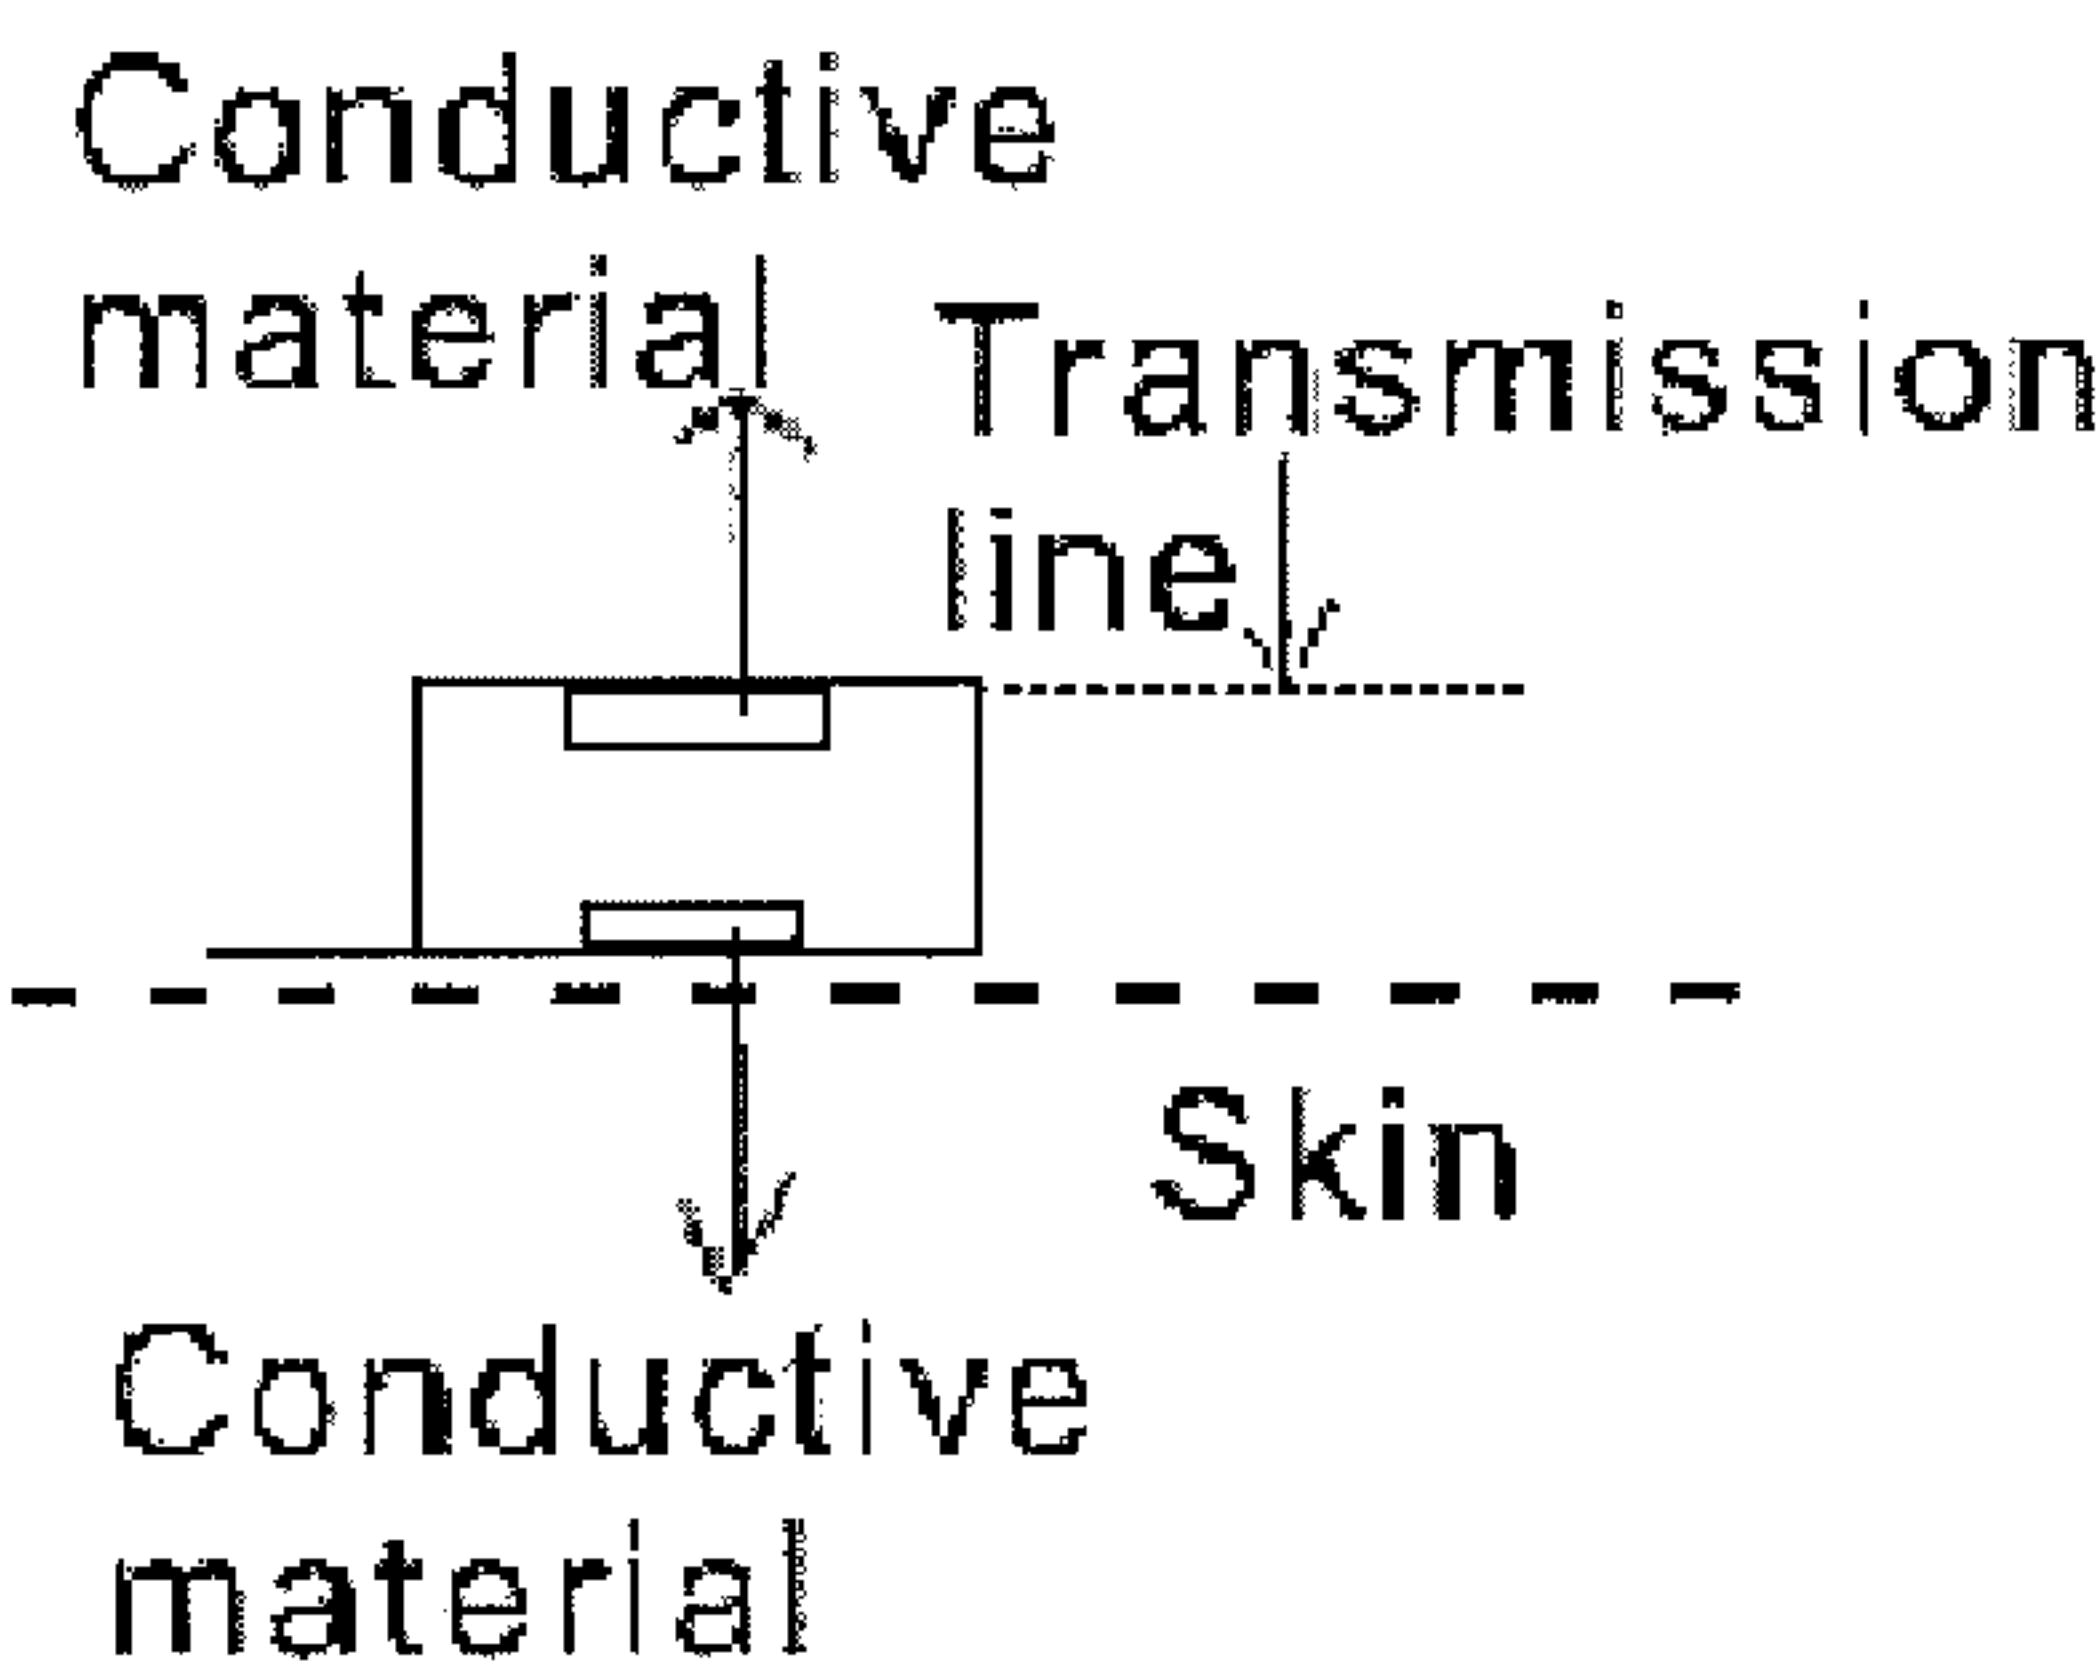 Conductive
material
Transmission
line
Skin
Conductive
material